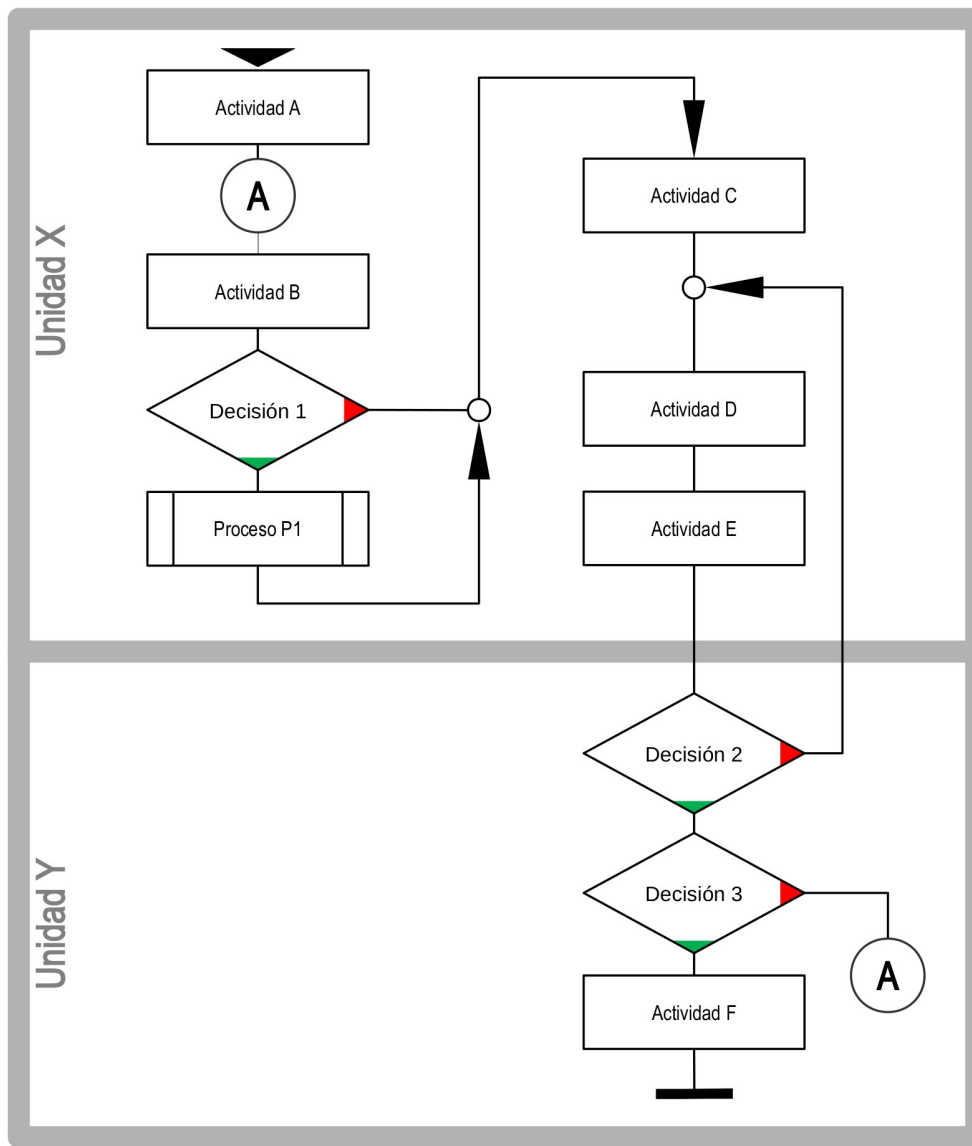 Unidad X
Actividad A
A
Actividad B
Decisión 1
Proceso P1
Actividad C
Actividad D
Actividad E
Unidad Y
Decisión 2
Decisión 3
A
Actividad F